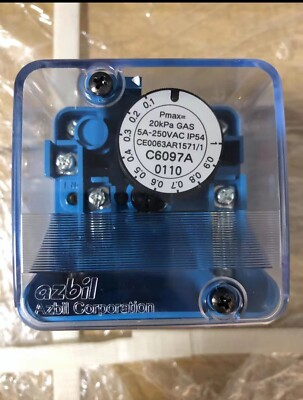 Pmax=
20kPa GAS
5A-250VAC IP54
CE0063AR1571/1
C6097A
0110
0.1
0.2
0.3
0.4
0.5
0.6
0.7
0.8
0.9
1
azbil
Azbil Corporation